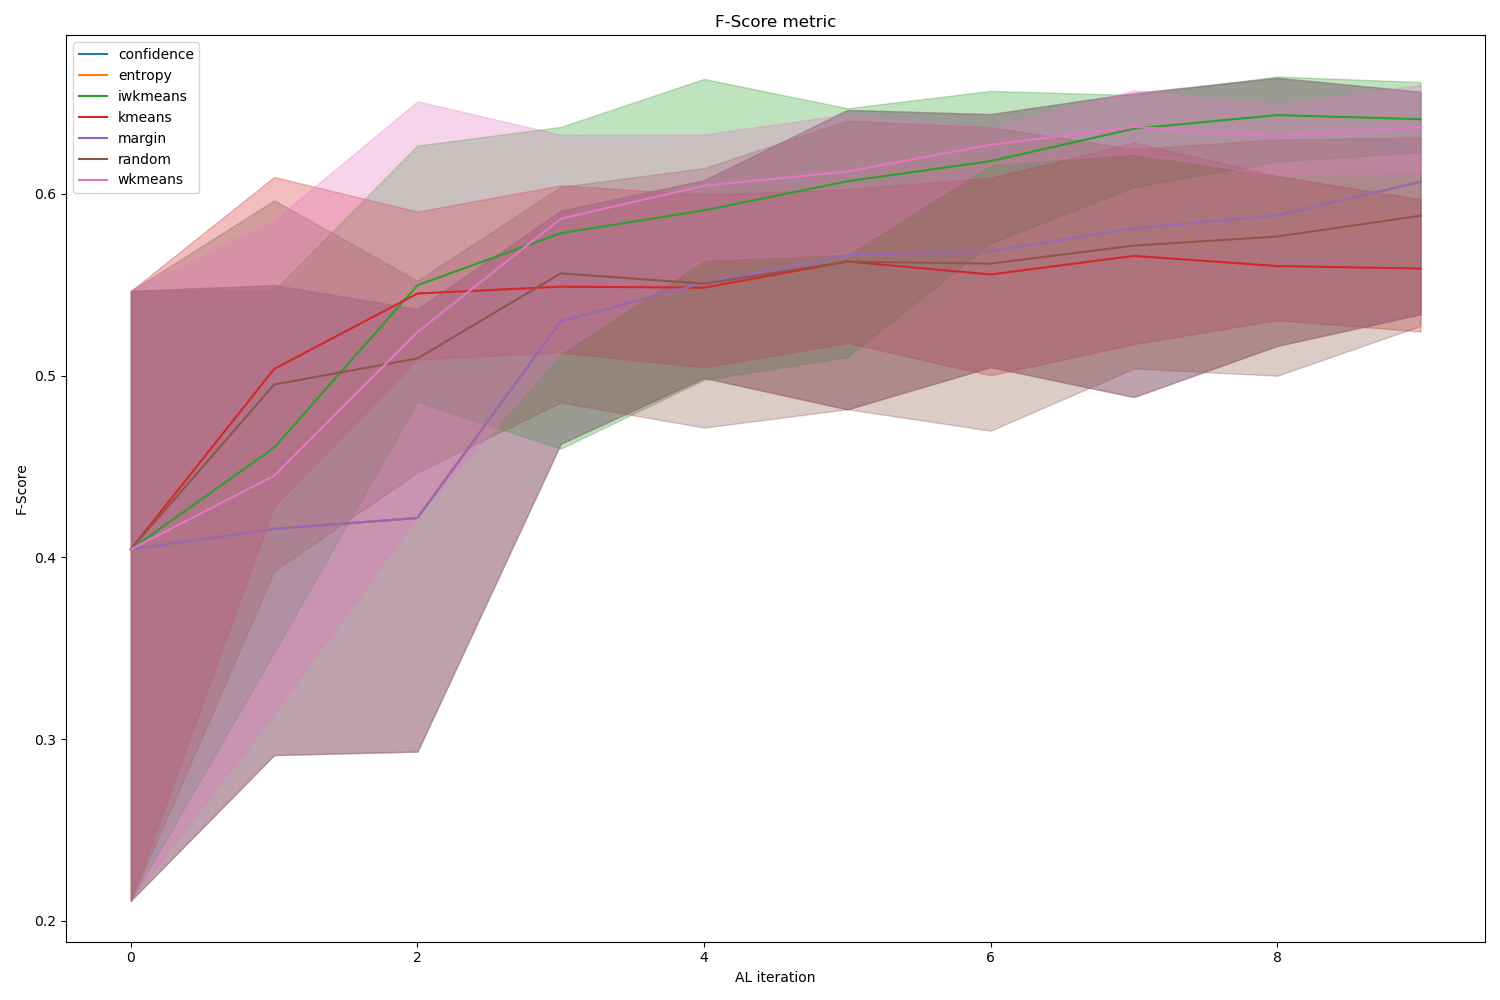 F-Score metric
confidence
entropy
iwkmeans
kmeans
margin
random
wkmeans
0.6
0.5
0.4
0.3
0.2
F-Score
0 2 4 6 8
AL iteration